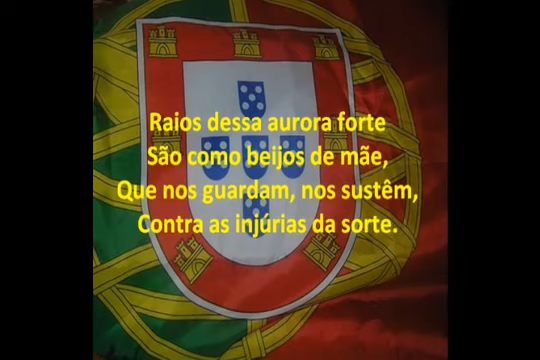 Raios dessa aurora forte
São como beijos de mãe,
Que nos guardam, nos sustêm,
Contra as injúrias da sorte.